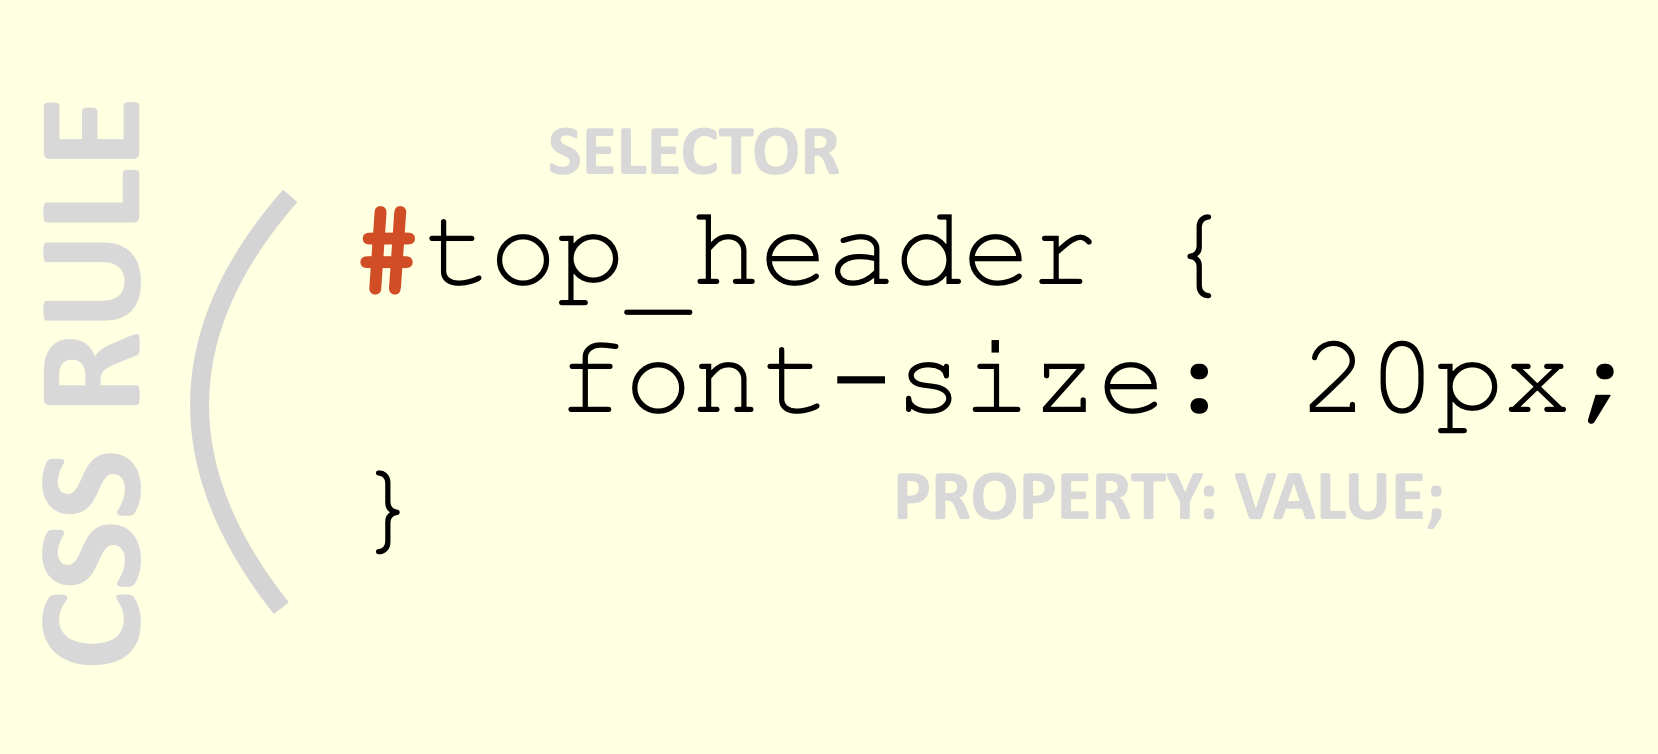 CSS RULE
SELECTOR
#top_header {
font-size: 20px;
}
PROPERTY: VALUE;